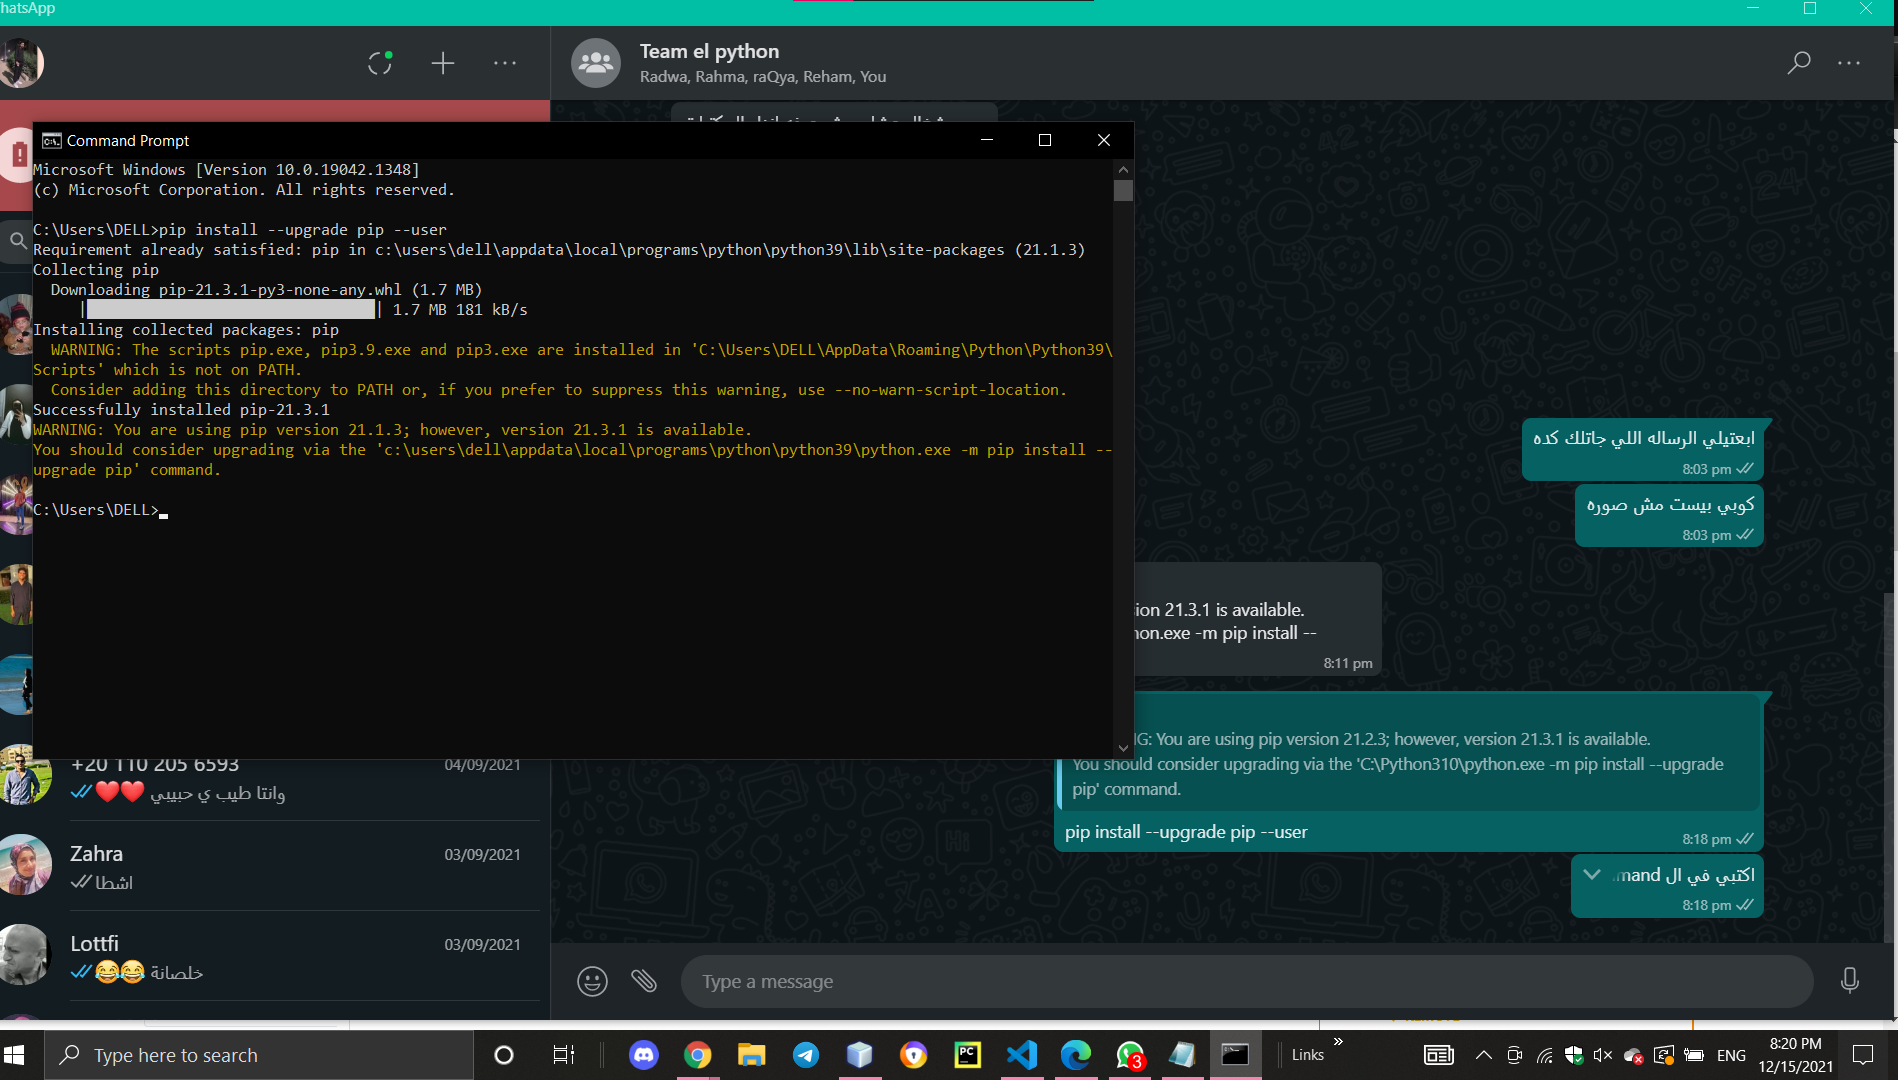 hatsApp
Team el python
Radwa, Rahma, raQya, Reham, You
Command Prompt
Microsoft Windows [Version 10.0.19042.1348]
(c) Microsoft Corporation. All rights reserved.
C:\Users\DELL>pip install --upgrade pip --user
Requirement already satisfied: pip in c:\users\dell\appdata\local\programs\python\python39\lib\site-packages (21.1.3)
Collecting pip
Downloading pip-21.3.1-py3-none-any.whl (1.7 MB)
| | 1.7 MB 181 kB/s
Installing collected packages: pip
WARNING: The scripts pip.exe, pip3.9.exe and pip3.exe are installed in 'C:\Users\DELL\AppData\Roaming\Python\Python39\
Scripts' which is not on PATH.
Consider adding this directory to PATH or, if you prefer to suppress this warning, use --no-warn-script-location.
Successfully installed pip-21.3.1
WARNING: You are using pip version 21.1.3; however, version 21.3.1 is available.
You should consider upgrading via the 'c:\users\dell\appdata\local\programs\python\python39\python.exe -m pip install --
upgrade pip' command.
C:\Users\DELL>
ابعتيلي الرساله اللي جاتلك كده
8:03 pm
كوبي بيست مش صوره
8:03 pm
ion 21.3.1 is available.
on.exe -m pip install --
8:11 pm
G: You are using pip version 21.2.3; however, version 21.3.1 is available.
You should consider upgrading via the 'C:\Python310\python.exe -m pip install --upgrade
pip' command.
pip install --upgrade pip --user
8:18 pm
اكتبي في ال mand
8:18 pm
+20 110 205 6593
04/09/2021
وانتا طيب ي حبيبي ❤️❤️
Zahra
03/09/2021
اشطا
Lottfi
03/09/2021
خلصانة 😂😂
Type a message
Type here to search
PC
3
Links
ENG
8:20 PM
12/15/2021